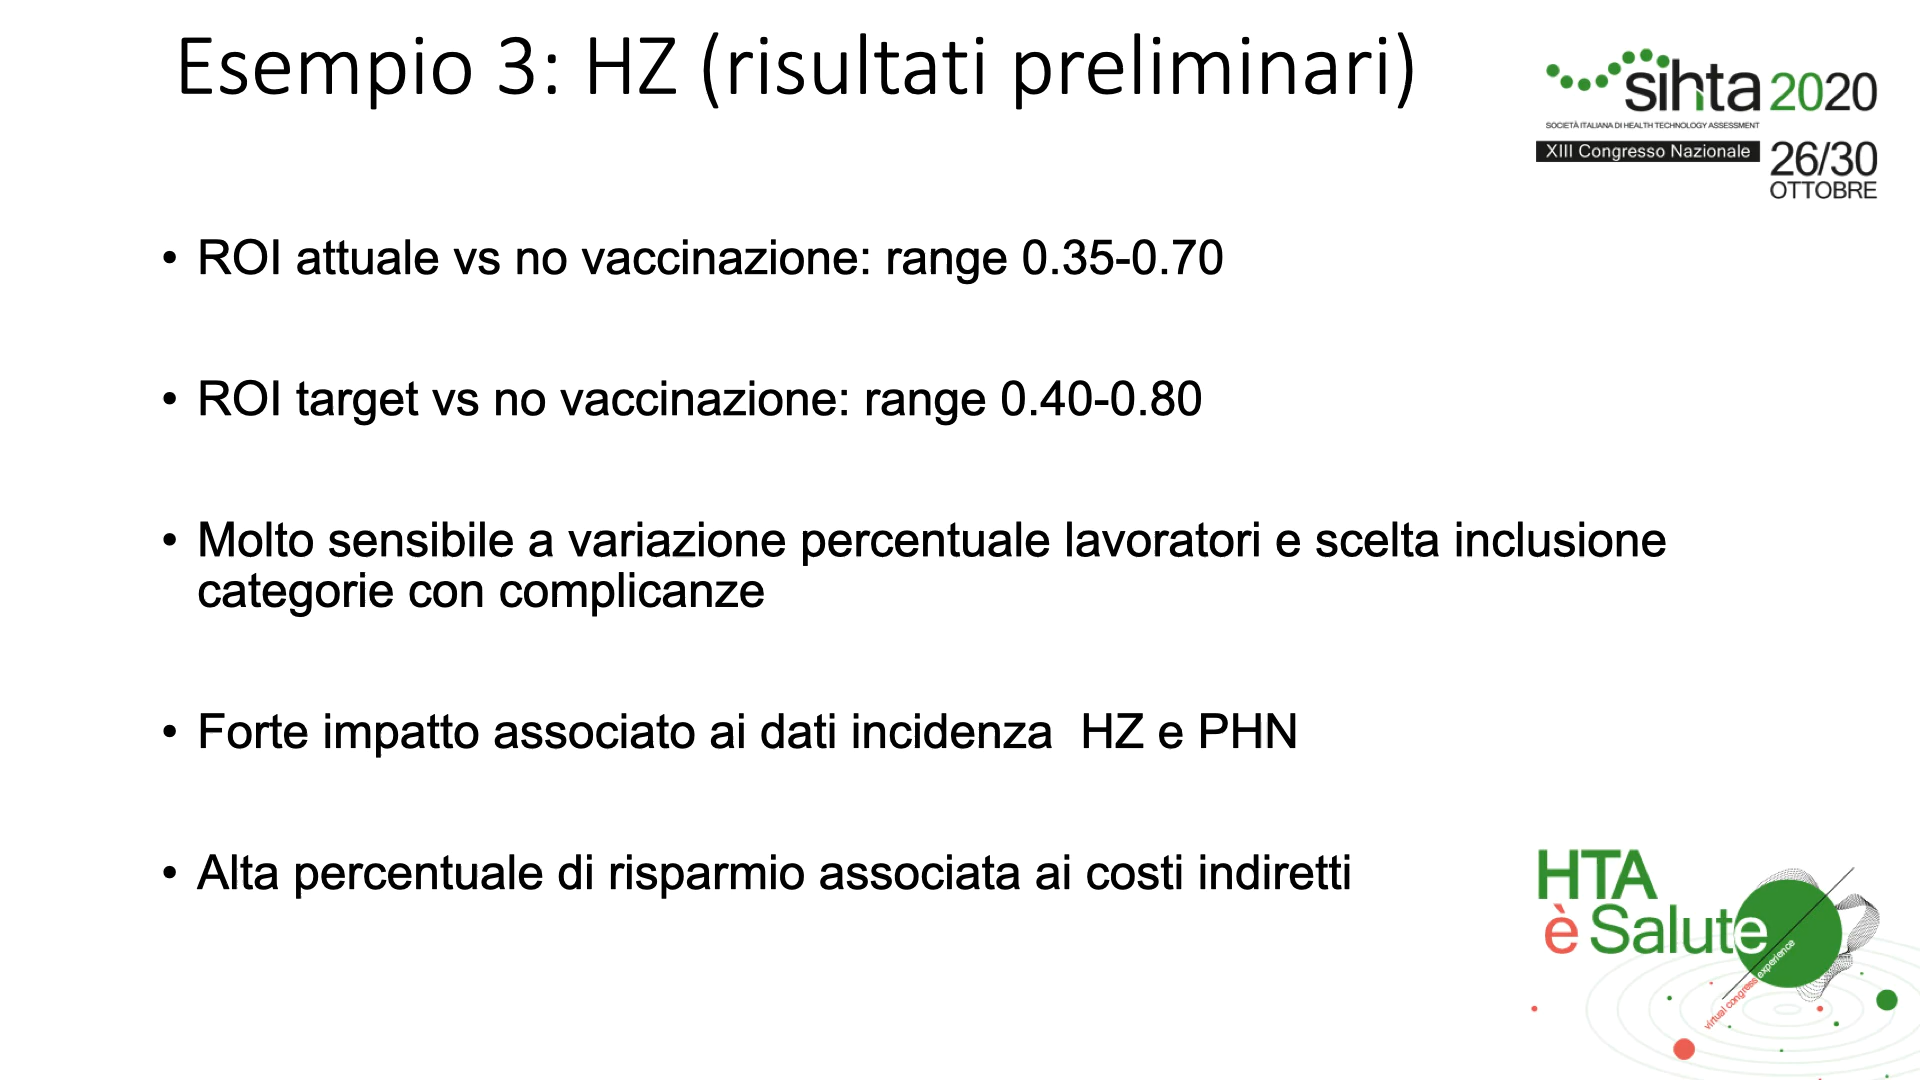 Esempio 3: HZ (risultati preliminari)
sihta 2020
SOCIETÀ ITALIANA DI HEALTH TECHNOLOGY ASSESSMENT
XIII Congresso Nazionale 26/30
OTTOBRE
• ROI attuale vs no vaccinazione: range 0.35-0.70
• ROI target vs no vaccinazione: range 0.40-0.80
• Molto sensibile a variazione percentuale lavoratori e scelta inclusione
categorie con complicanze
• Forte impatto associato ai dati incidenza  HZ e PHN
• Alta percentuale di risparmio associata ai costi indiretti
HTA
è Salute
virtual congress experience